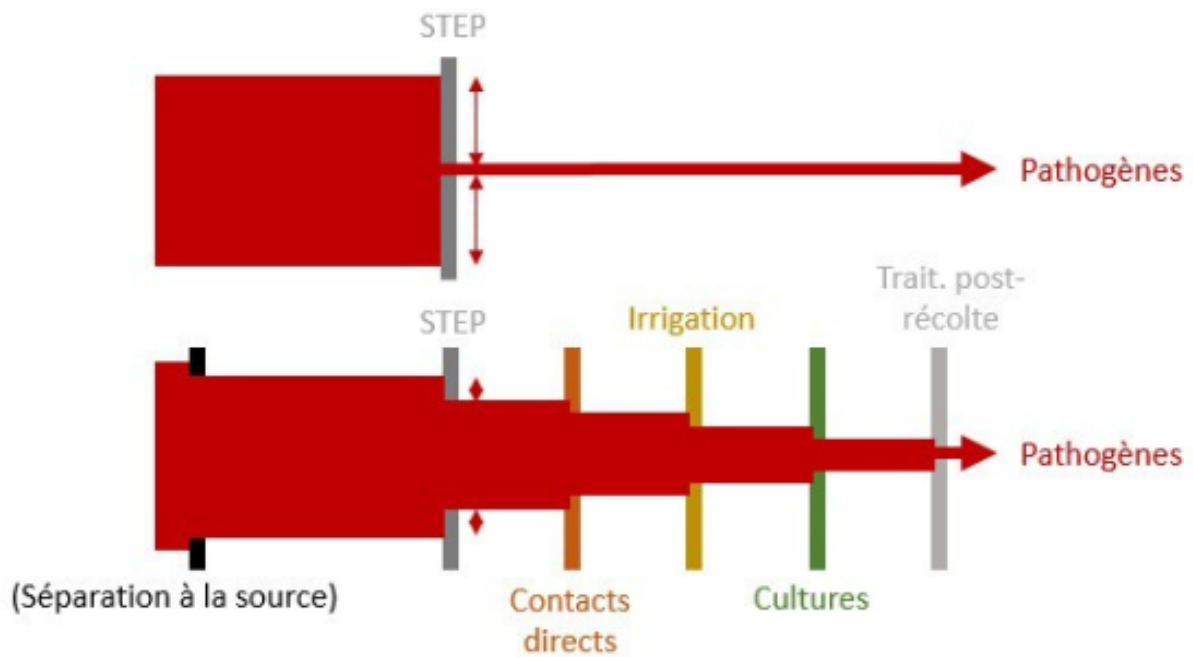 STEP
Pathogènes
Trait. post-
récolte
STEP
Irrigation
Pathogènes
(Séparation à la source)
Contacts
directs
Cultures